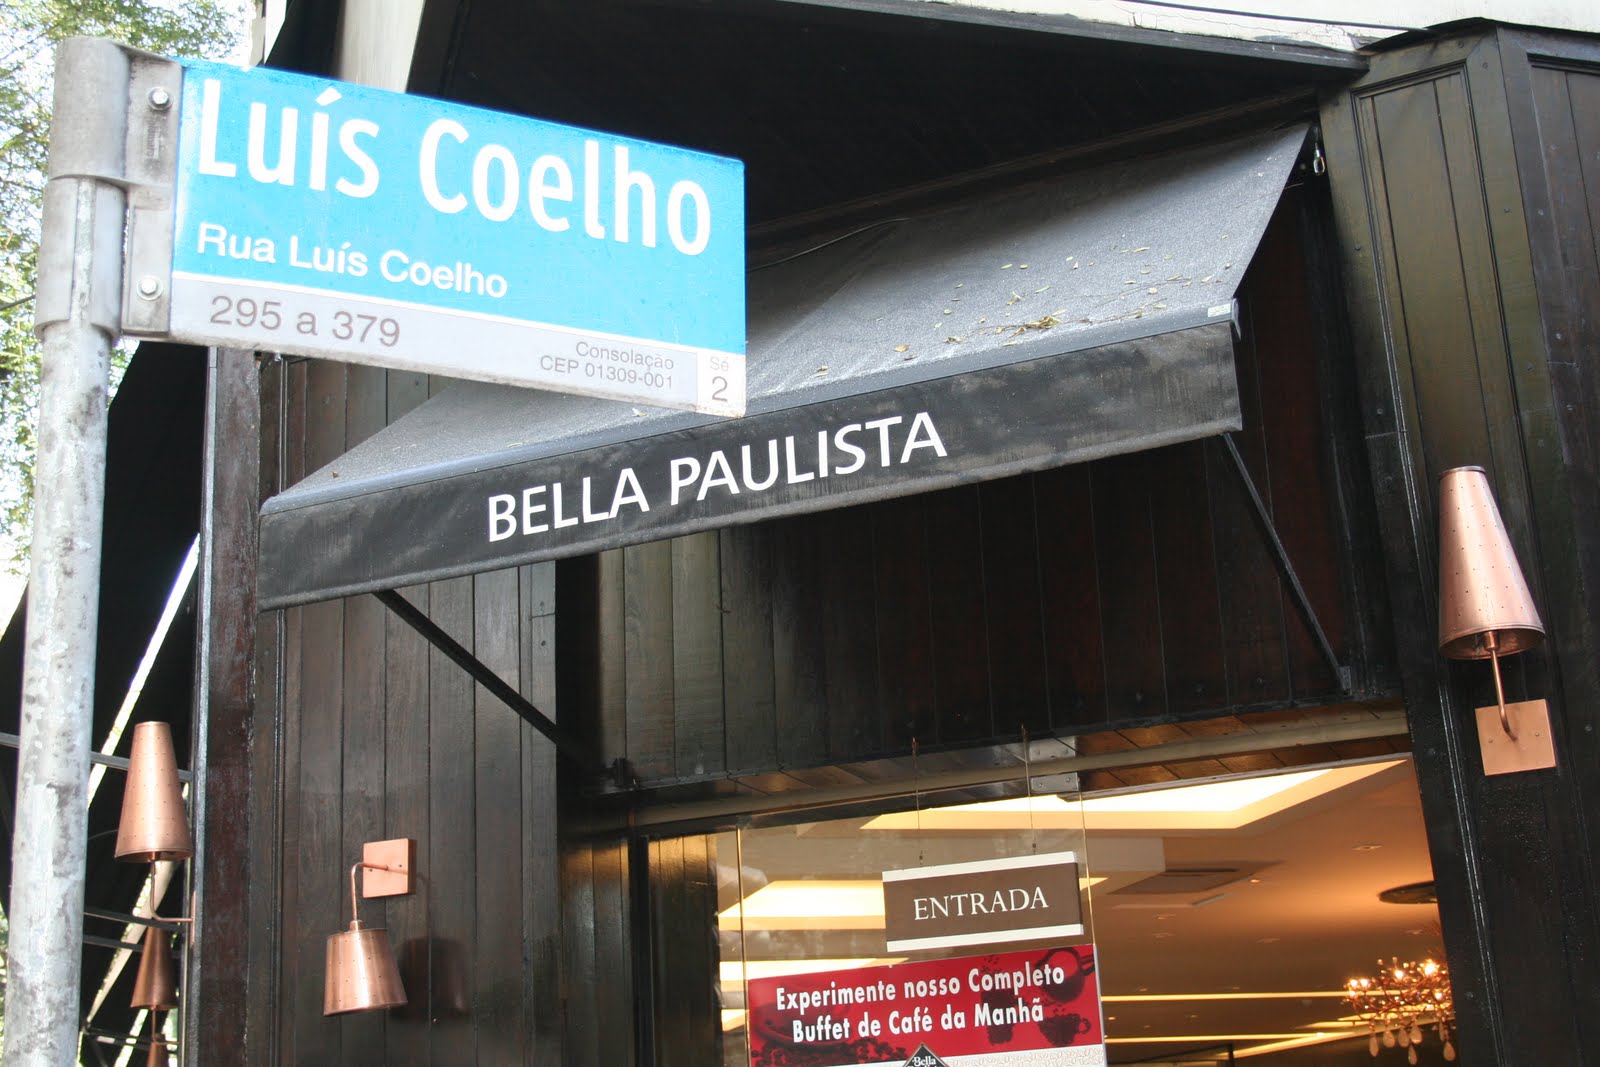 Luís Coelho
Rua Luís Coelho
295 a 379
Consolação
CEP 01309-001
Sé
2
BELLA PAULISTA
ENTRADA
Experimente nosso Completo
Buffet de Café da Manhã
Bella